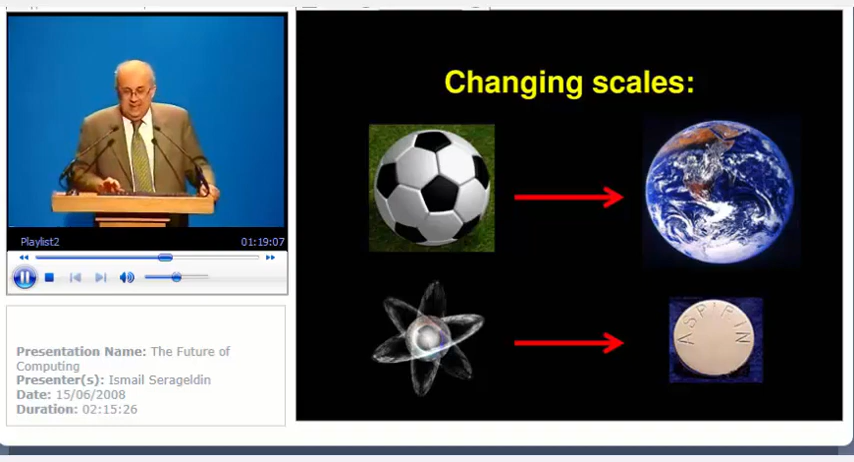 Changing scales:
Playlist2 01:19:07
Presentation Name: The Future of
Computing
Presenter(s): Ismail Serageldin
Date: 15/06/2008
Duration: 02:15:26
ASPIRIN